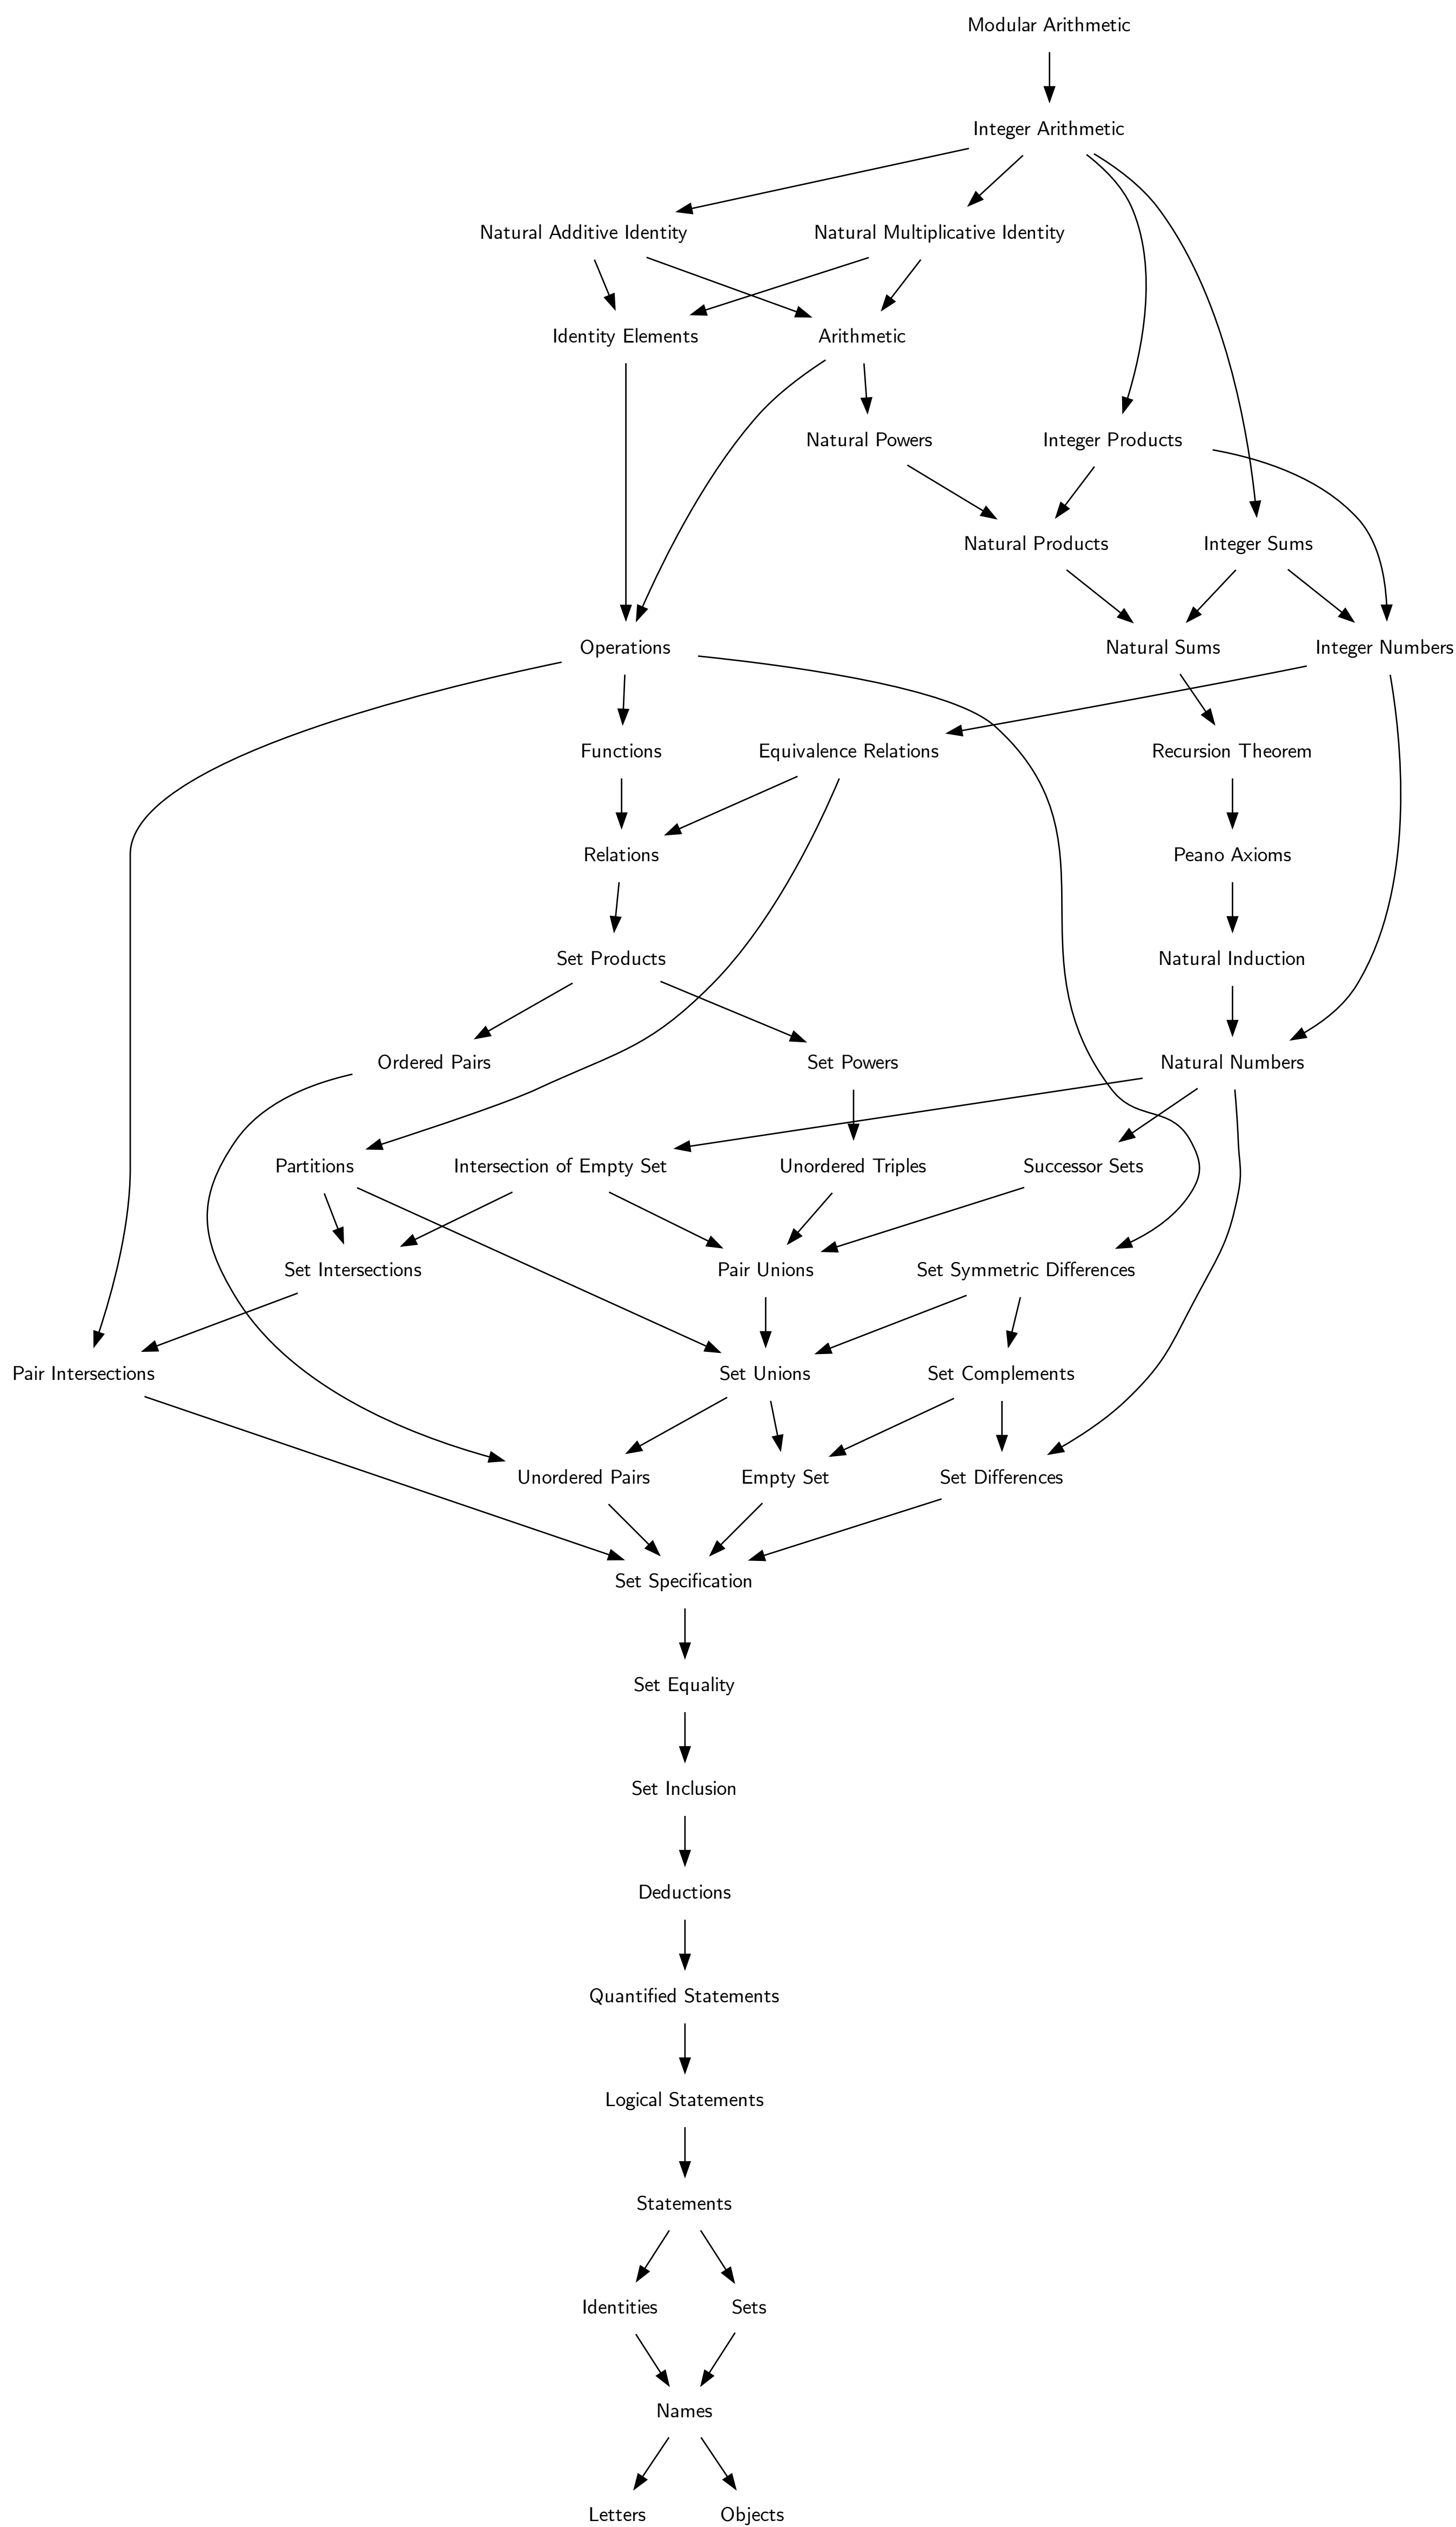 Modular Arithmetic
Integer Arithmetic
Natural Additive Identity
Natural Multiplicative Identity
Identity Elements
Arithmetic
Natural Powers
Integer Products
Natural Products
Integer Sums
Operations
Natural Sums
Integer Numbers
Functions
Equivalence Relations
Recursion Theorem
Relations
Peano Axioms
Set Products
Natural Induction
Ordered Pairs
Set Powers
Natural Numbers
Partitions
Intersection of Empty Set
Unordered Triples
Successor Sets
Set Intersections
Pair Unions
Set Symmetric Differences
Pair Intersections
Set Unions
Set Complements
Unordered Pairs
Empty Set
Set Differences
Set Specification
Set Equality
Set Inclusion
Deductions
Quantified Statements
Logical Statements
Statements
Identities
Sets
Names
Letters
Objects